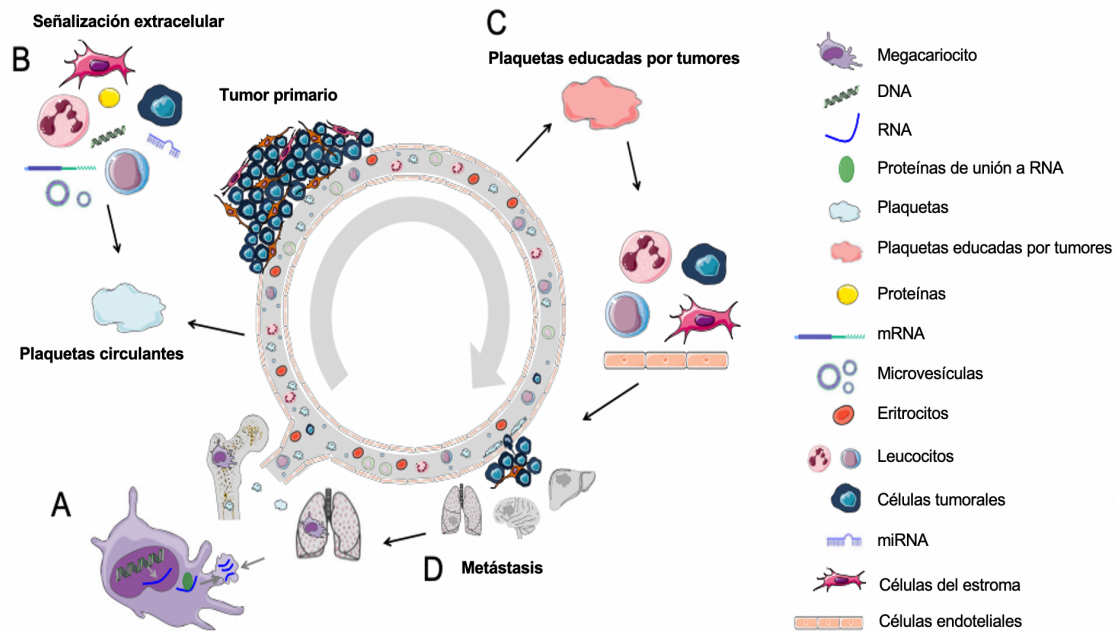 Señalización extracelular
B
Tumor primario
C
Plaquetas educadas por tumores
Plaquetas circulantes
A
D
Metástasis
Megacariocito
DNA
RNA
Proteínas de unión a RNA
Plaquetas
Plaquetas educadas por tumores
Proteínas
mRNA
Microvesículas
Eritrocitos
Leucocitos
Células tumorales
miRNA
Células del estroma
Células endoteliales